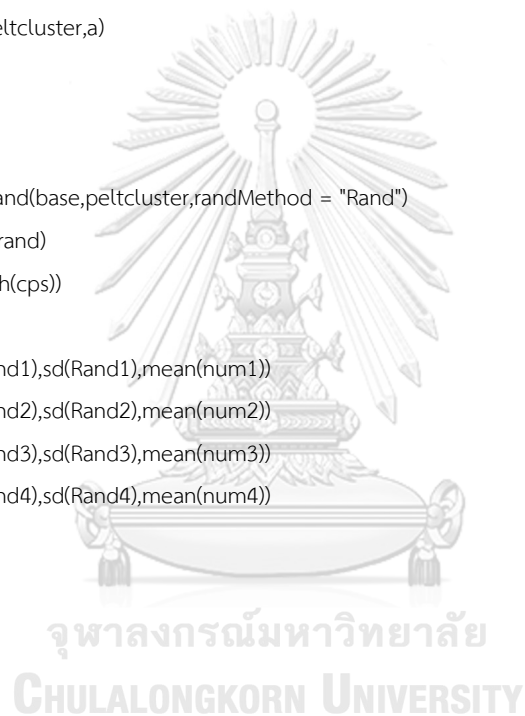 eltcluster,a)
and(base,peltcluster,randMethod = "Rand")
rand)
h(cps))
nd1),sd(Rand1),mean(num1))
nd2),sd(Rand2),mean(num2))
nd3),sd(Rand3),mean(num3))
nd4),sd(Rand4),mean(num4))
จุฬาลงกรณ์มหาวิทยาลัย
CHULALONGKORN UNIVERSITY